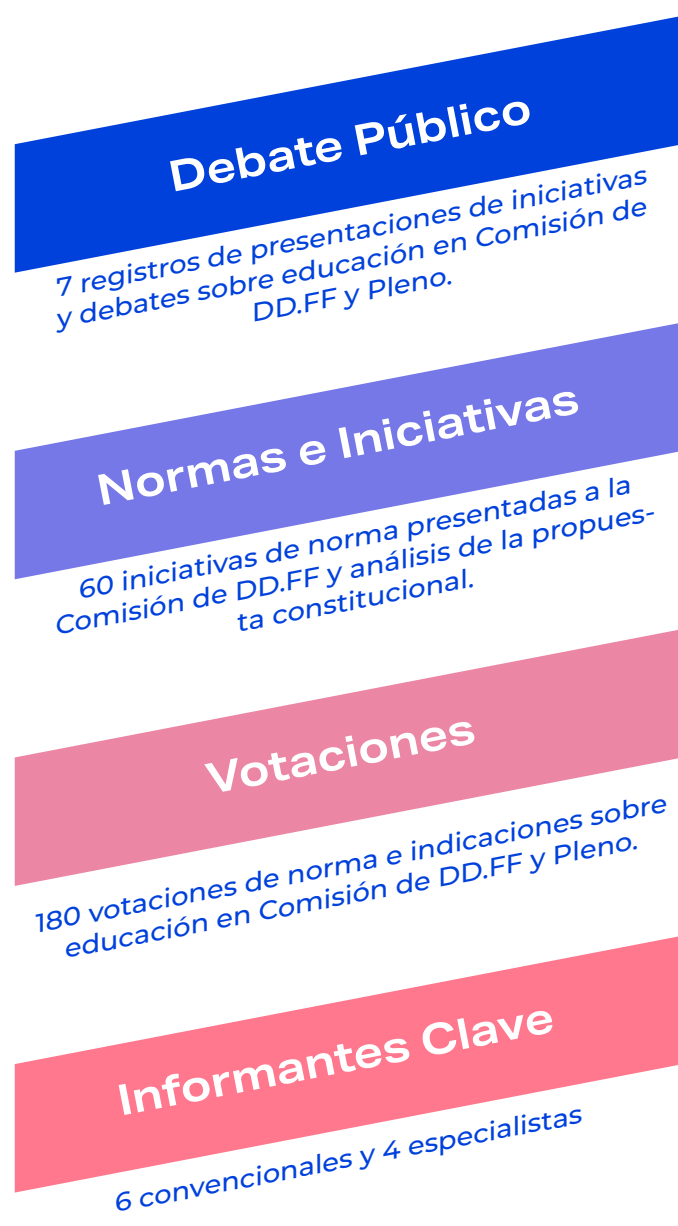 Debate Público
7 registros de presentaciones de iniciativas
y debates sobre educación en Comisión de
DD.FF y Pleno.
Normas e Iniciativas
60 iniciativas de norma presentadas a la
Comisión de DD.FF y análisis de la propues-
ta constitucional.
Votaciones
180 votaciones de norma e indicaciones sobre
educación en Comisión de DD.FF y Pleno.
Informantes Clave
6 convencionales y 4 especialistas